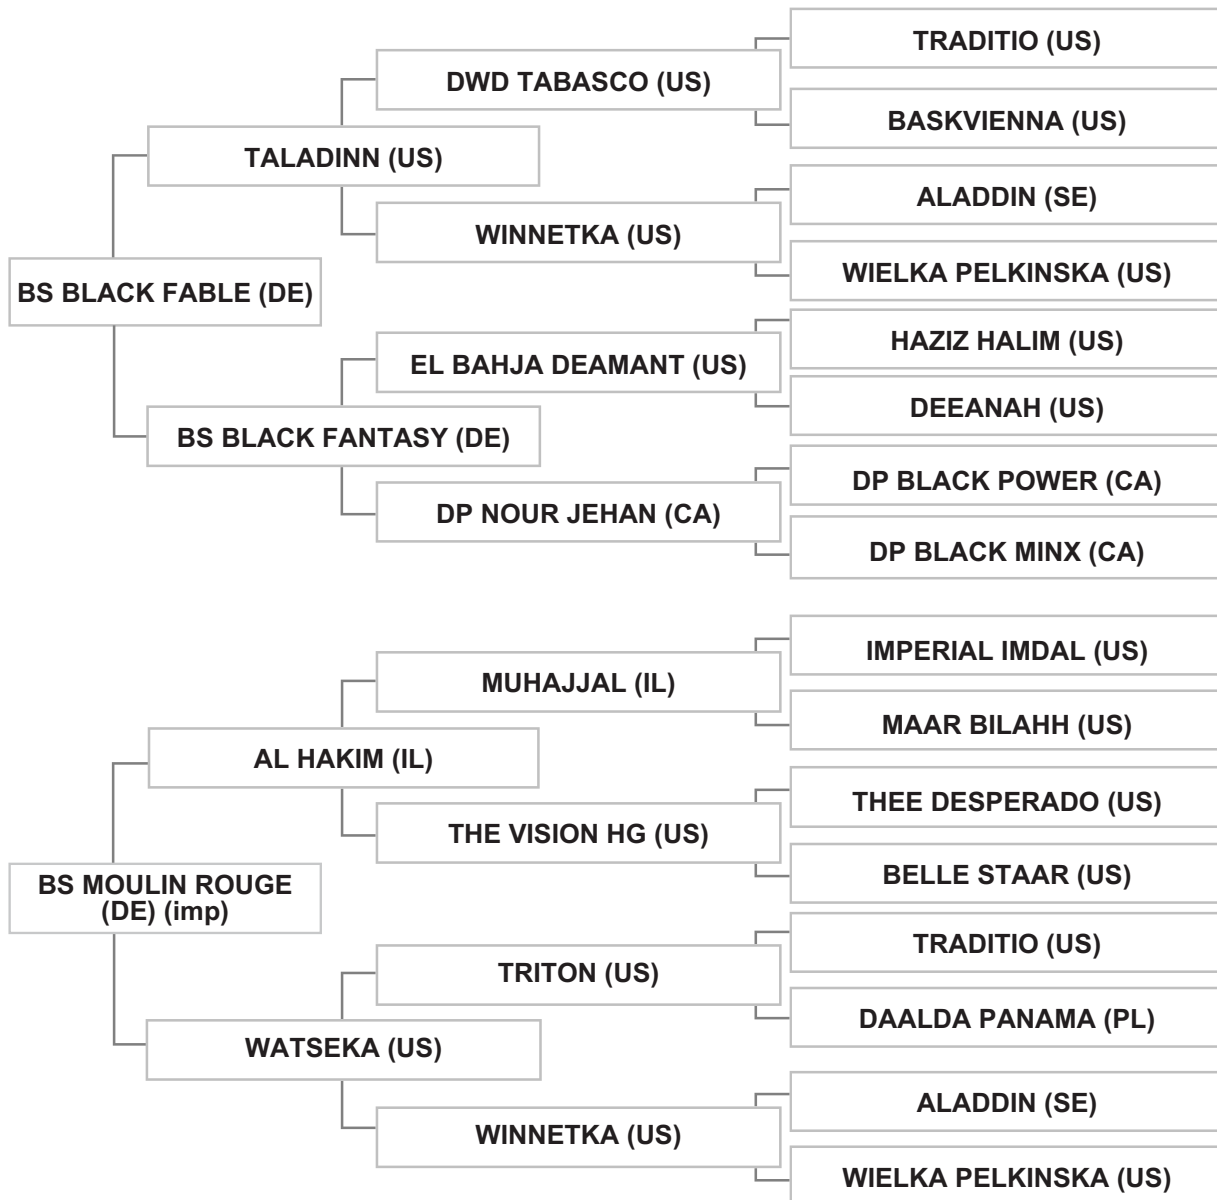 TRADITIO (US)
DWD TABASCO (US)
BASKVIENNA (US)
TALADINN (US)
ALADDIN (SE)
WINNETKA (US)
WIELKA PELKINSKA (US)
BS BLACK FABLE (DE)
HAZIZ HALIM (US)
EL BAHJA DEAMANT (US)
DEEANAH (US)
BS BLACK FANTASY (DE)
DP BLACK POWER (CA)
DP NOUR JEHAN (CA)
DP BLACK MINX (CA)
IMPERIAL IMDAL (US)
MUHAJJAL (IL)
MAAR BILAHH (US)
AL HAKIM (IL)
THEE DESPERADO (US)
THE VISION HG (US)
BELLE STAAR (US)
BS MOULIN ROUGE
(DE) (imp)
TRADITIO (US)
TRITON (US)
DAALDA PANAMA (PL)
WATSEKA (US)
ALADDIN (SE)
WINNETKA (US)
WIELKA PELKINSKA (US)